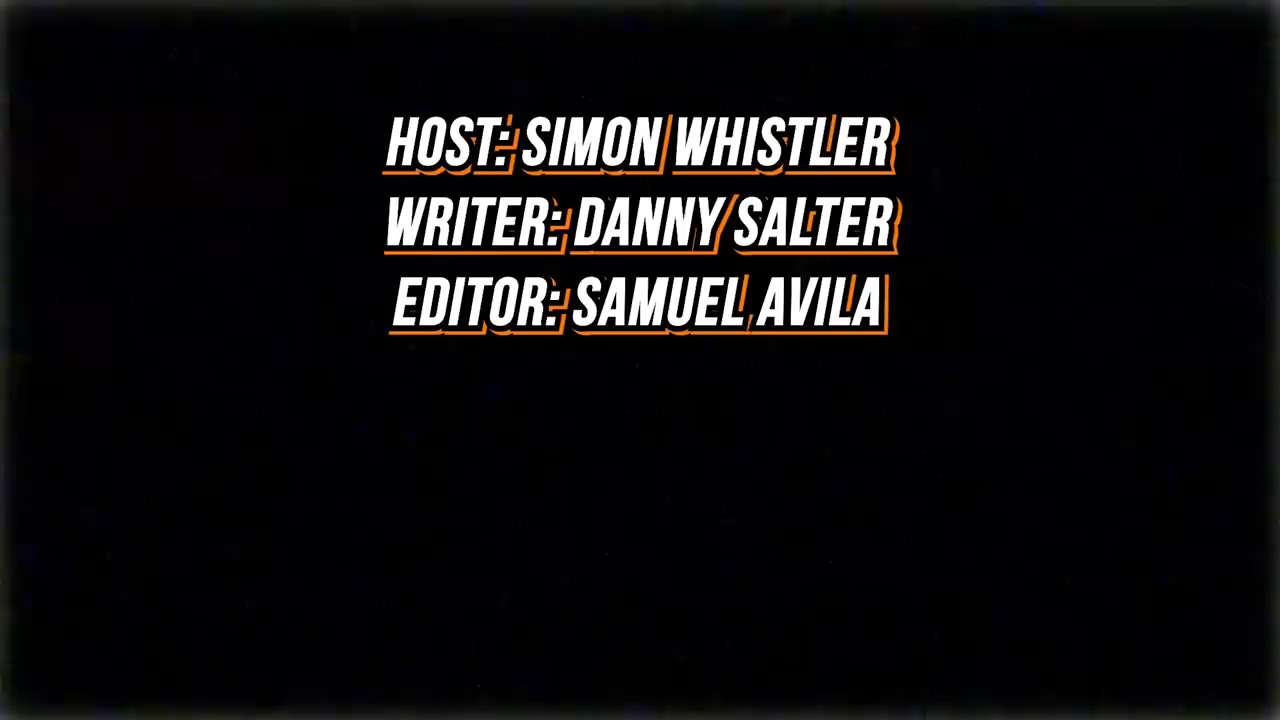 HOST: SIMON WHISTLER
WRITER: DANNY SALTER
EDITOR: SAMUEL AVILA